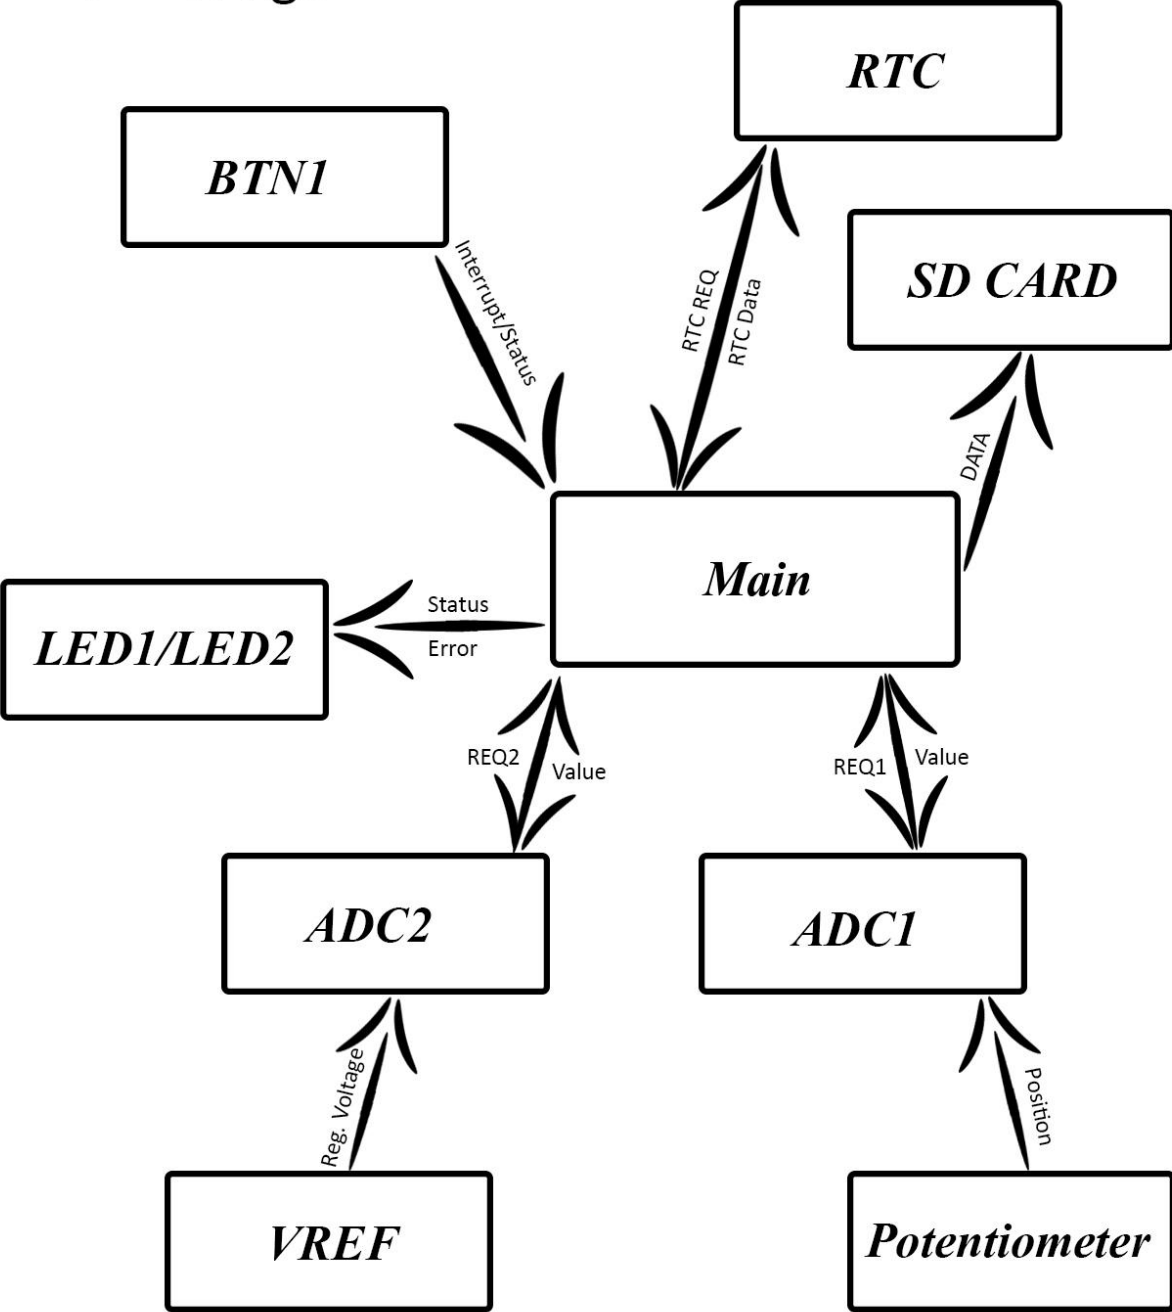 RTC
BTN1
Interrupt/Status
SD CARD
RTC REQ
RTC Data
DATA
Main
Status
Error
LED1/LED2
REQ2
Value
REQ1
Value
ADC2
ADC1
Reg. Voltage
Position
VREF
Potentiometer